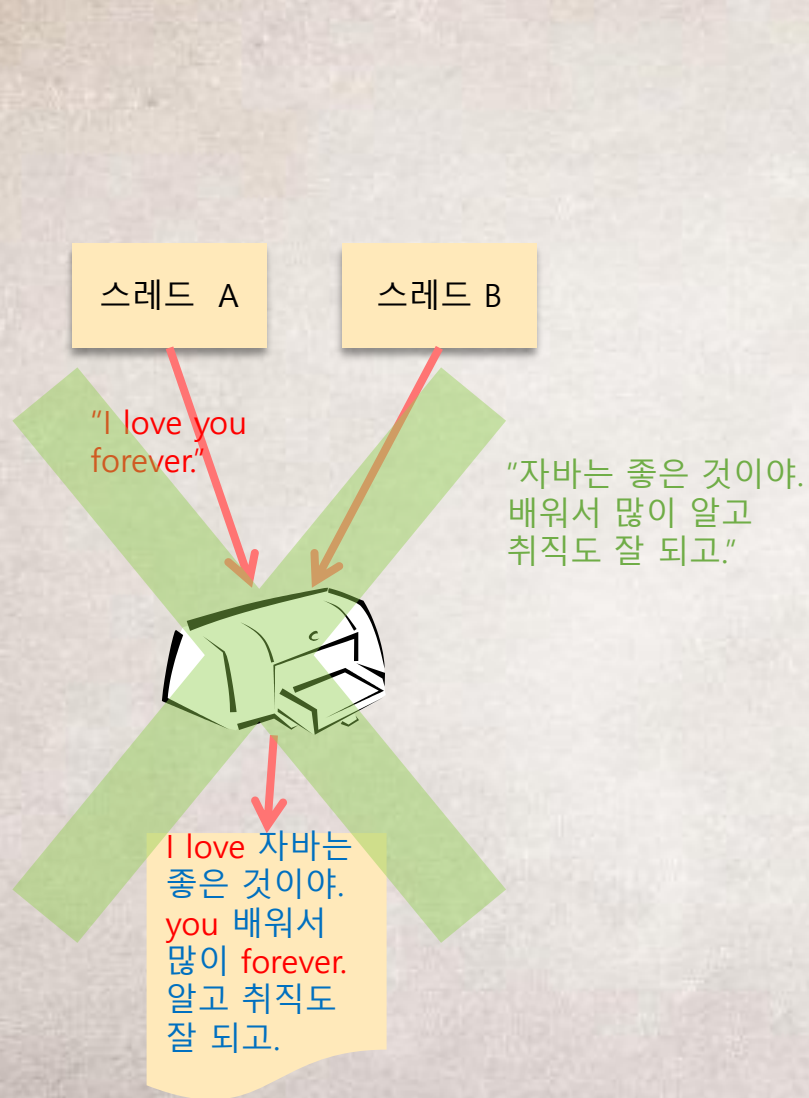 스레드 A
스레드 B
"I love you
forever."
"자바는 좋은 것이야.
배워서 많이 알고
취직도 잘 되고."
I love 자바는
좋은 것이야.
you 배워서
많이 forever.
알고 취직도
잘 되고.